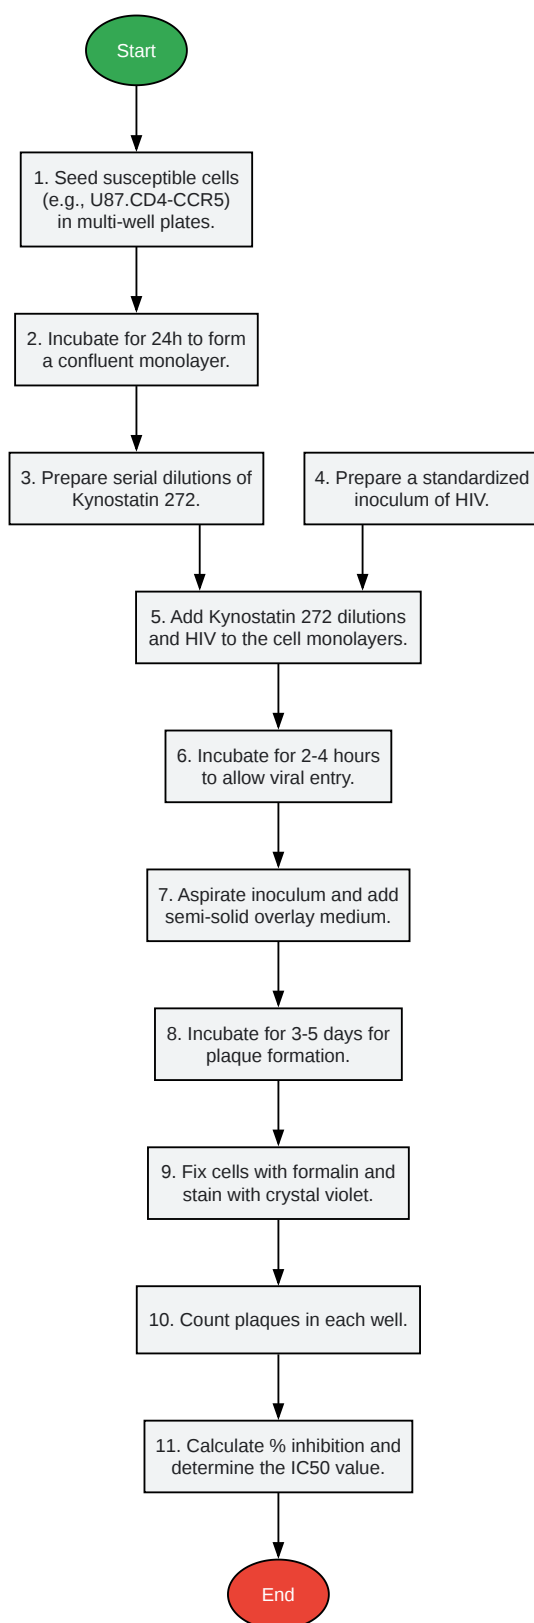 Start
1. Seed susceptible cells
(e.g., U87.CD4-CCR5)
in multi-well plates.
2. Incubate for 24h to form
a confluent monolayer.
3. Prepare serial dilutions of
Kynostatin 272.
4. Prepare a standardized
inoculum of HIV.
5. Add Kynostatin 272 dilutions
and HIV to the cell monolayers.
6. Incubate for 2-4 hours
to allow viral entry.
7. Aspirate inoculum and add
semi-solid overlay medium.
8. Incubate for 3-5 days for
plaque formation.
9. Fix cells with formalin and
stain with crystal violet.
10. Count plaques in each well.
11. Calculate % inhibition and
determine the IC50 value.
End